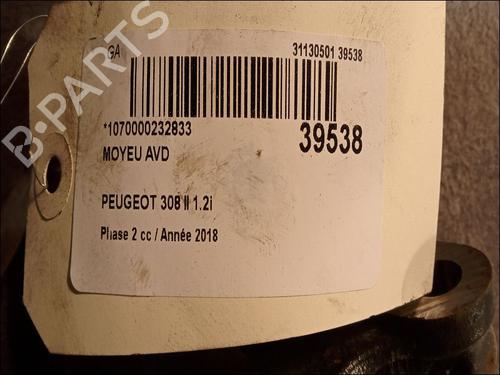 GA 31130501 39538
*1070000232833
39538
MOYEU AVD
PEUGEOT 308 II 1.2i
Phase 2 cc / Année 2018
B-PARTS